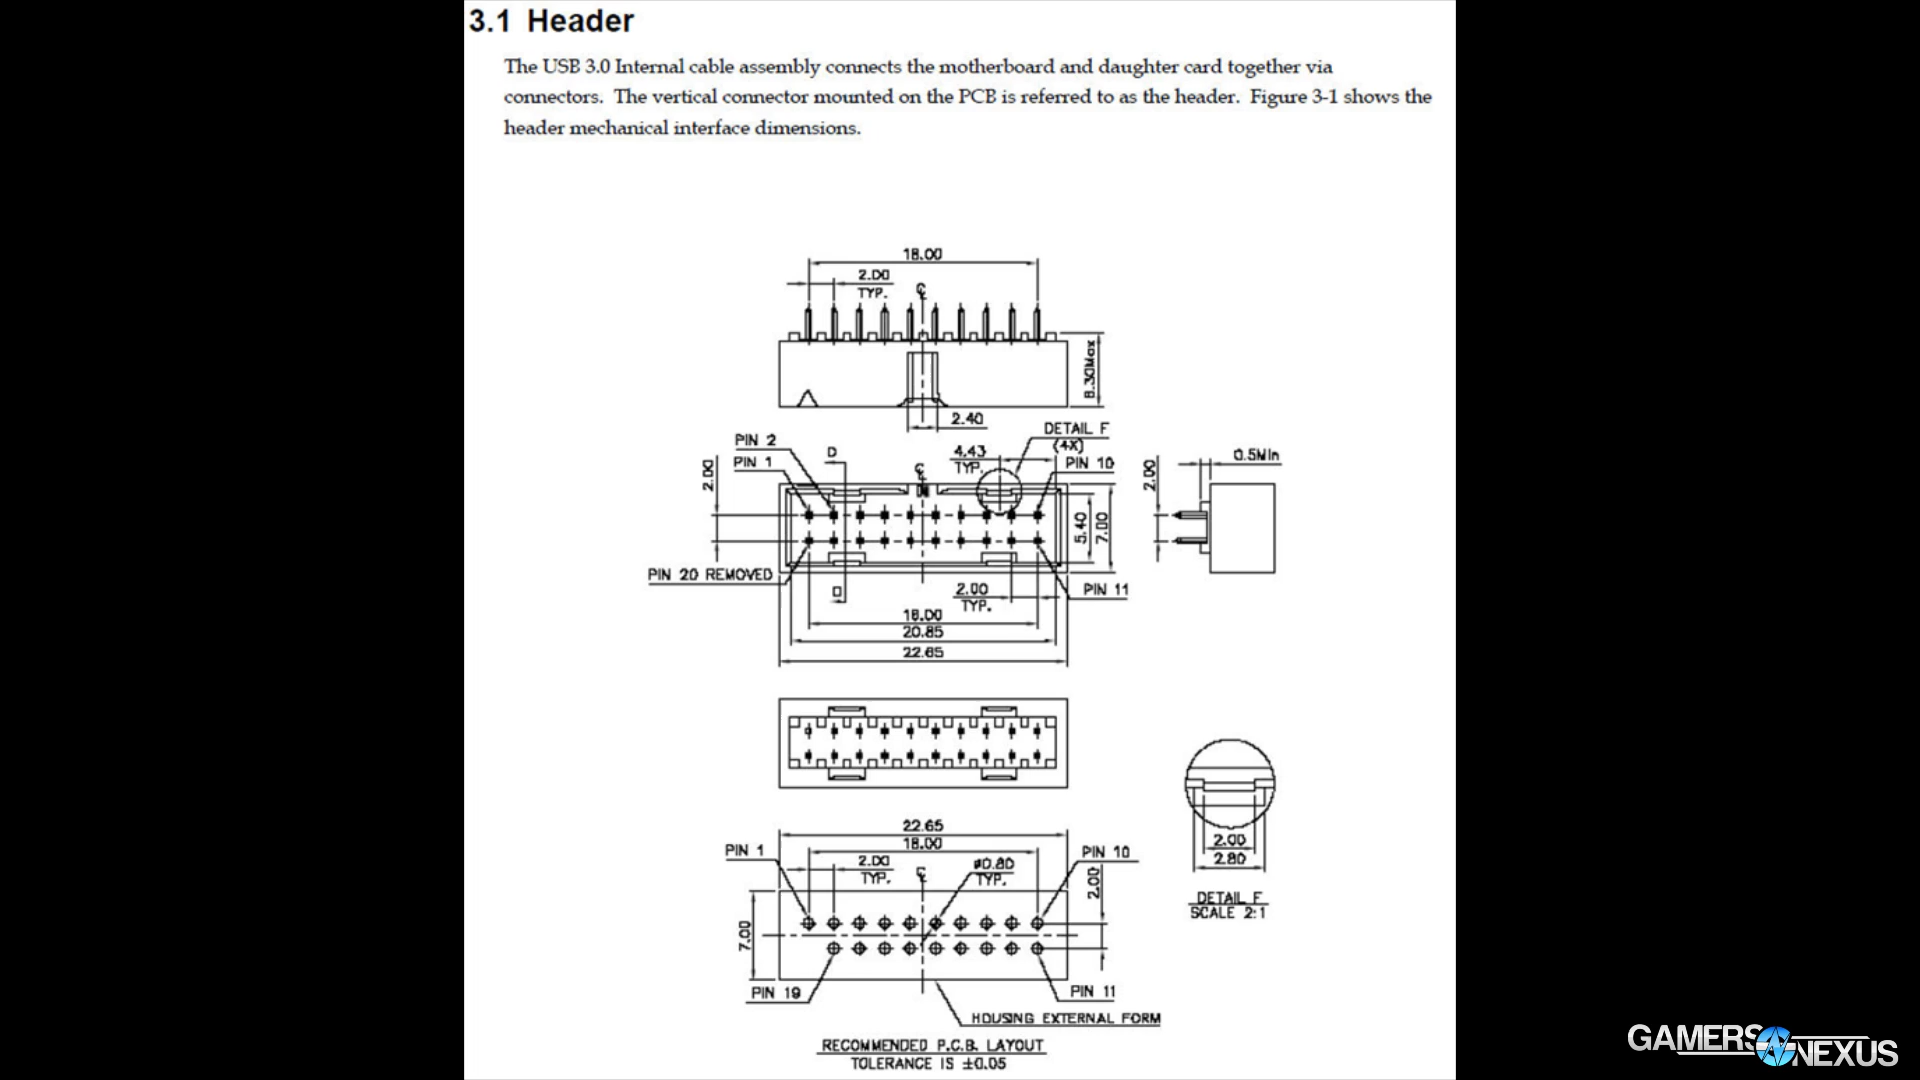 3.1 Header
The USB 3.0 Internal cable assembly connects the motherboard and daughter card together via
connectors. The vertical connector mounted on the PCB is referred to as the header. Figure 3-1 shows the
header mechanical interface dimensions.
18.00
2.00
TYP.
8.30Max
2.40
DETAIL F
(4X)
PIN 2
PIN 1
D
4.43
TYP.
PIN 10
2.00
2.00
0.5Min
5.40
7.00
PIN 20 REMOVED
D
2.00
TYP.
PIN 11
18.00
20.85
22.65
22.65
18.00
PIN 1
2.00
TYP.
ø0.80
TYP.
PIN 10
2.00
7.00
PIN 19
PIN 11
HOUSING EXTERNAL FORM
RECOMMENDED P.C.B. LAYOUT
TOLERANCE IS ±0.05
2.00
2.80
DETAIL F
SCALE 2:1
GAMERS
NEXUS